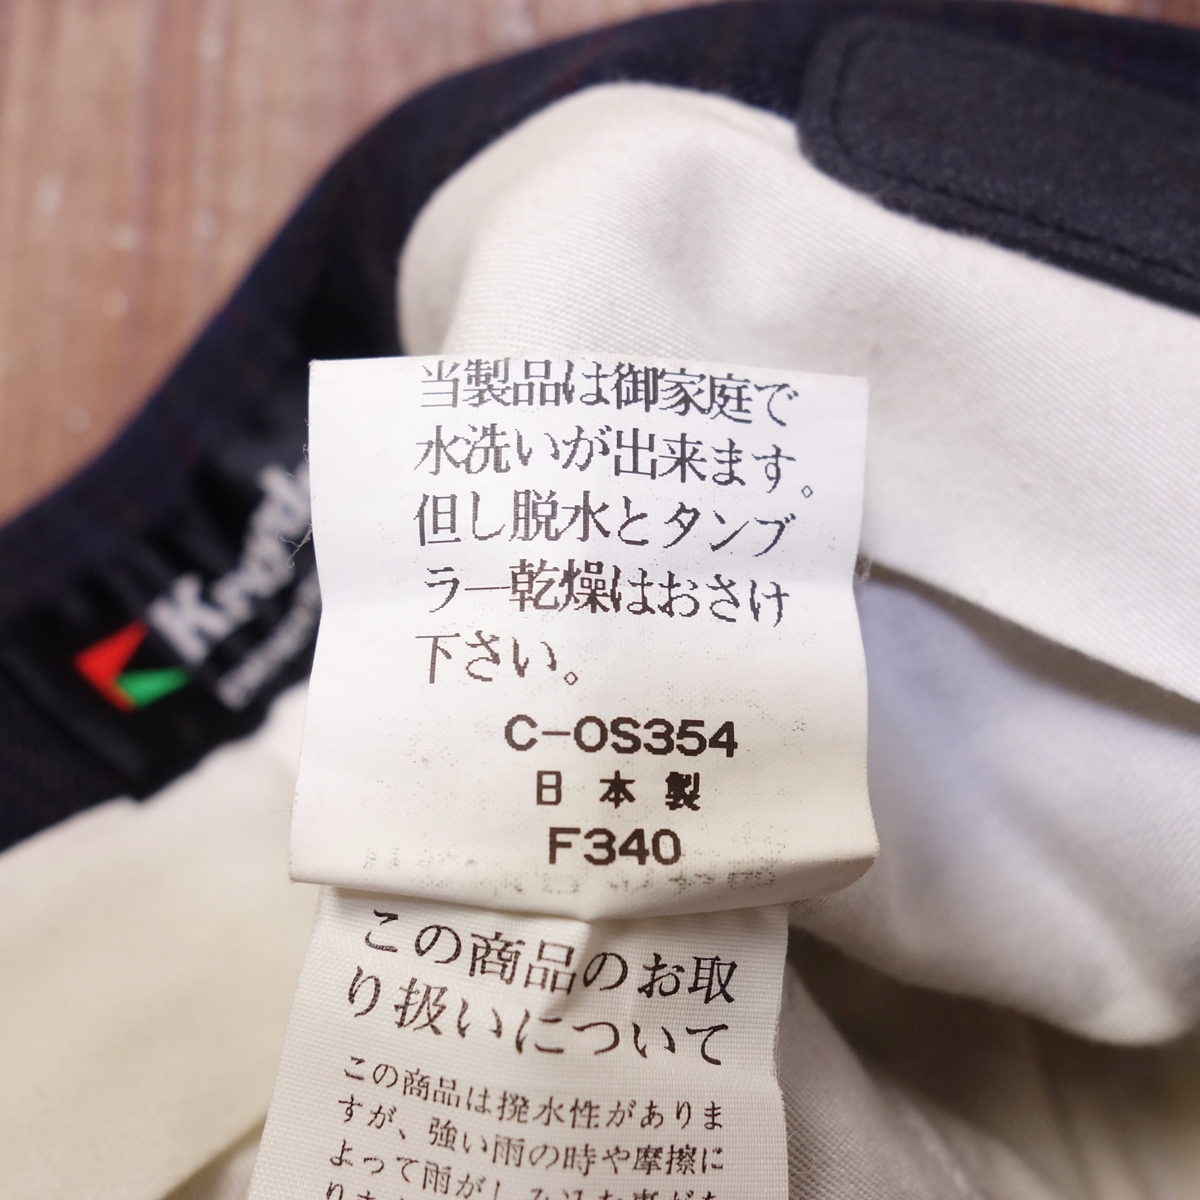 当製品は御家庭で
水洗いが出来ます。
但し脱水とタンブ
ラー乾燥はおさけ
下さい。
C-OS354
日本製
F340
この商品のお取
り扱いについて
この商品は撥水性がありま
すが、強い雨の時や摩擦に
よって雨がしみ込む事があ